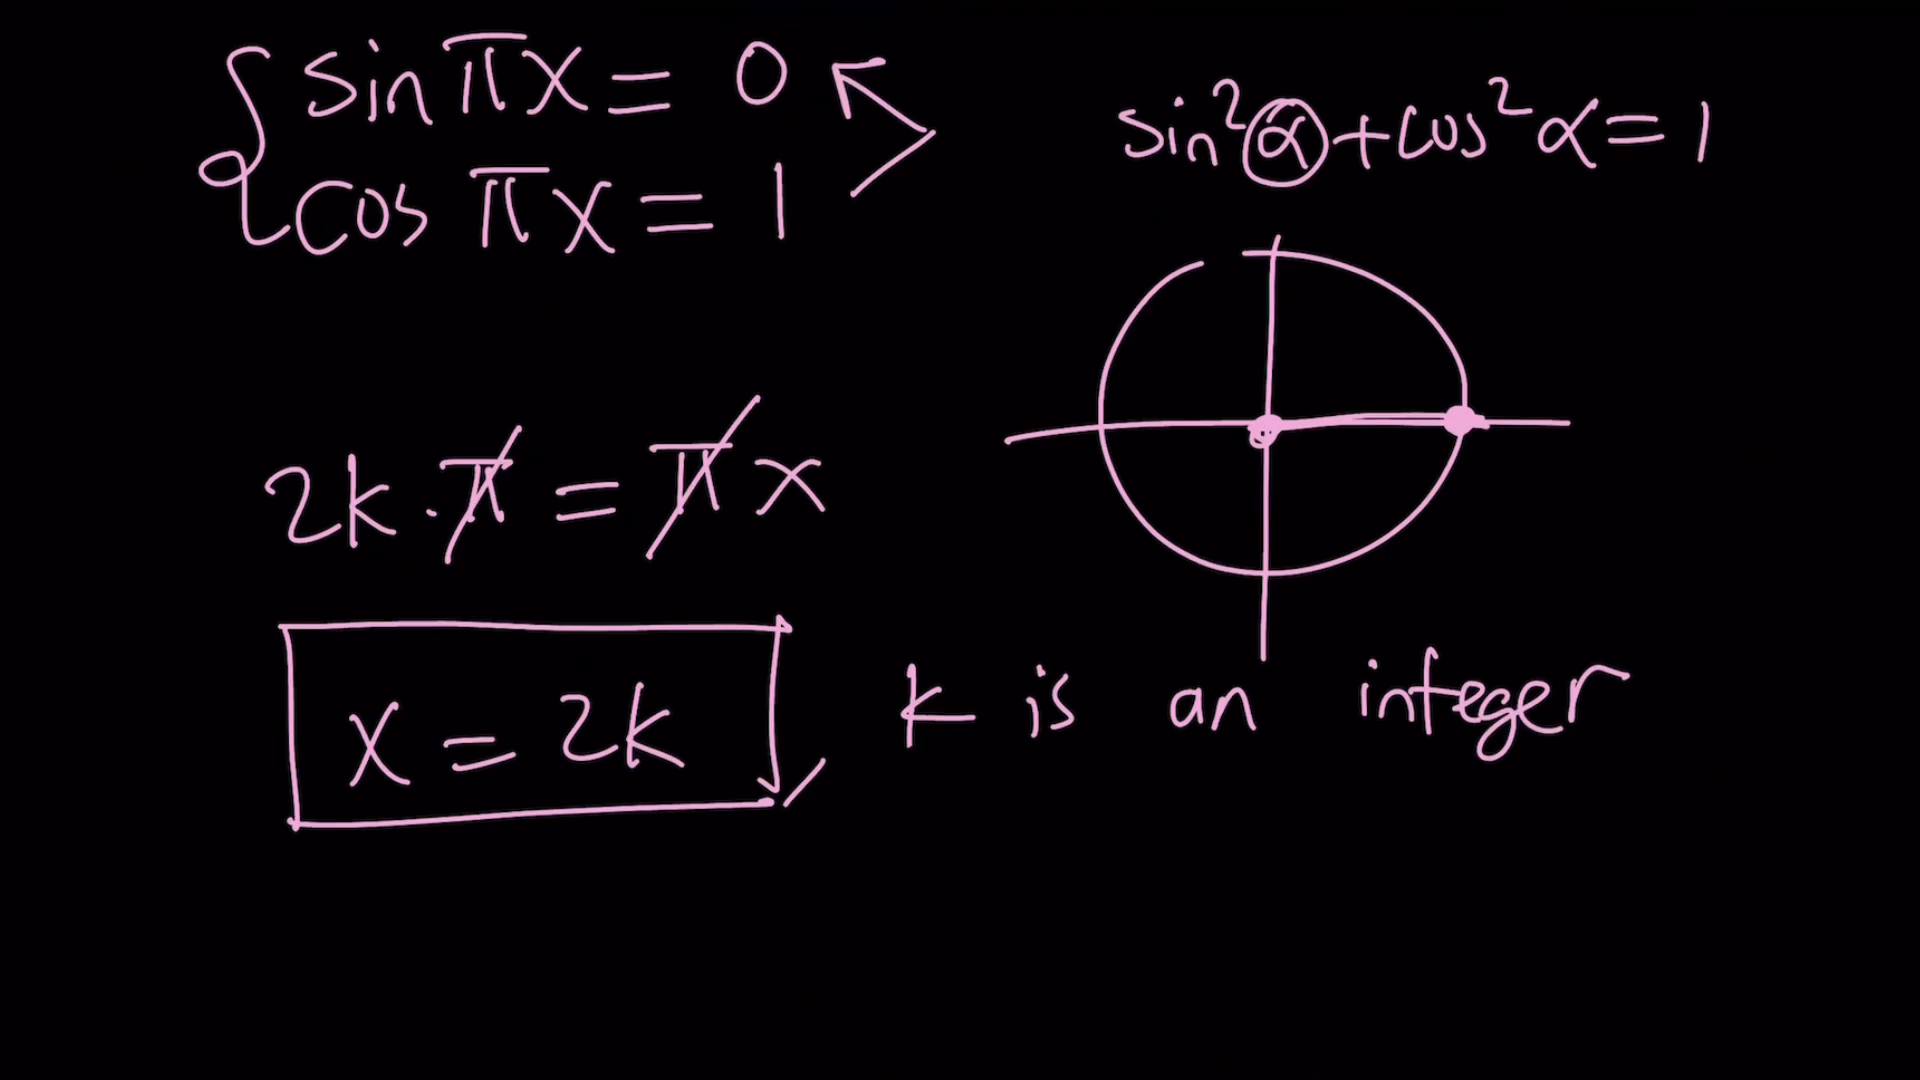 sin πx = 0
cos πx = 1
sin²α + cos²α = 1
2k · π = πx
x = 2k
k is an integer